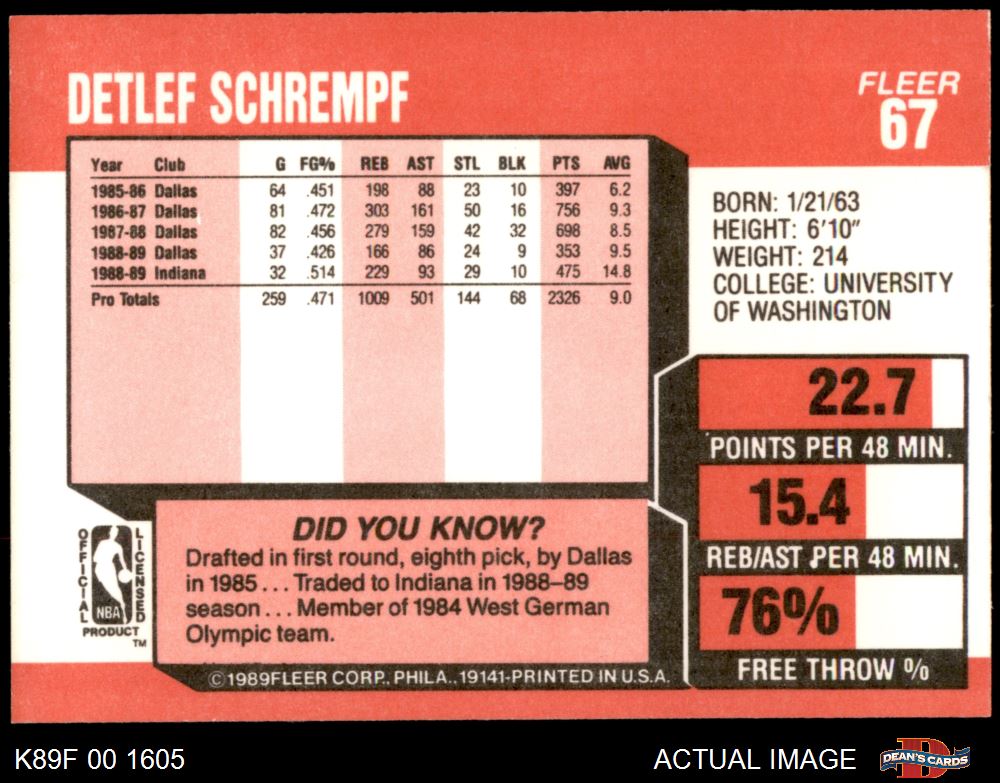 DETLEF SCHREMPF
FLEER
67
Year Club G FG% REB AST STL BLK PTS AVG
1985-86 Dallas 64 .451 198 88 23 10 397 6.2
1986-87 Dallas 81 .472 303 161 50 16 756 9.3
1987-88 Dallas 82 .456 279 159 42 32 698 8.5
1988-89 Dallas 37 .426 166 86 24 9 353 9.5
1988-89 Indiana 32 .514 229 93 29 10 475 14.8
Pro Totals 259 .471 1009 501 144 68 2326 9.0
BORN: 1/21/63
HEIGHT: 6'10"
WEIGHT: 214
COLLEGE: UNIVERSITY
OF WASHINGTON
22.7
POINTS PER 48 MIN.
15.4
REB/AST PER 48 MIN.
76%
FREE THROW %
DID YOU KNOW?
Drafted in first round, eighth pick, by Dallas
in 1985 . . . Traded to Indiana in 1988–89
season . . . Member of 1984 West German
Olympic team.
OFFICIAL
LICENSED
NBA
PRODUCT
TM
©1989FLEER CORP., PHILA., 19141-PRINTED IN U.S.A.
K89F 00 1605
ACTUAL IMAGE
DEAN'S CARDS